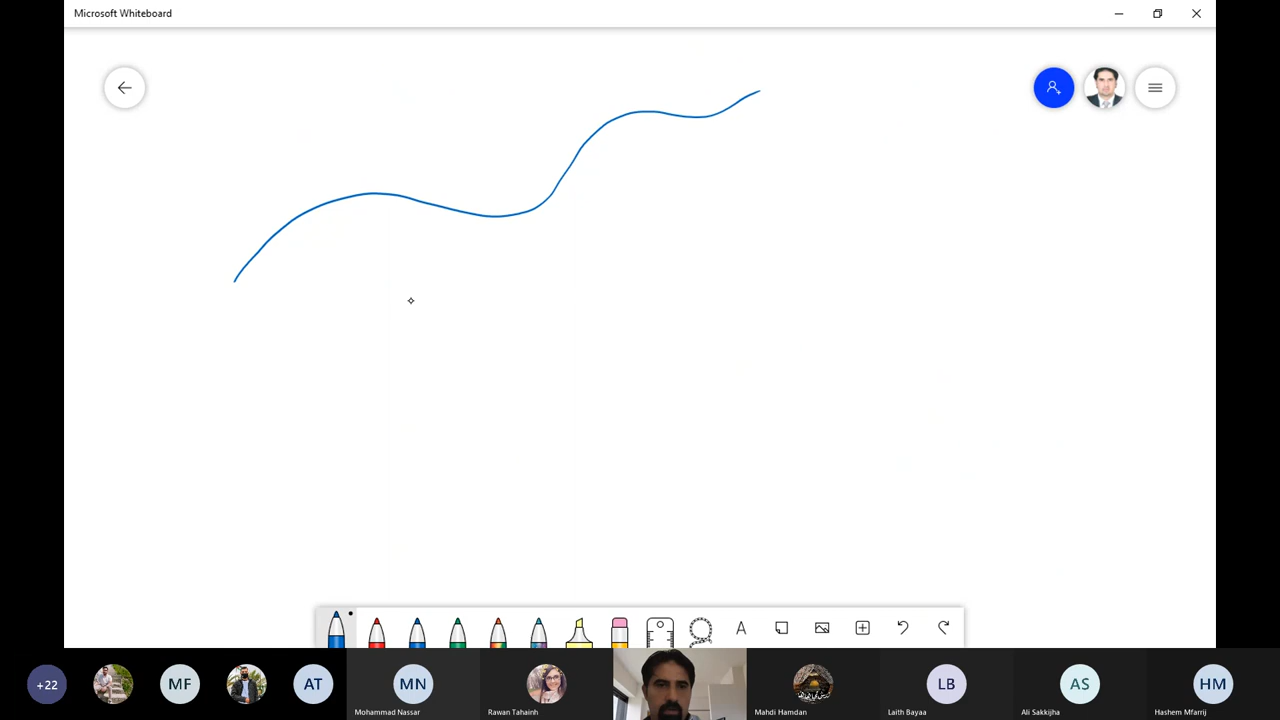 Microsoft Whiteboard
A
+22
MF
AT
MN
LB
AS
HM
Mohammad Nassar
Rawan Tahainh
Mahdi Hamdan
Laith Bayaa
Ali Sakkijha
Hashem Mfarrij